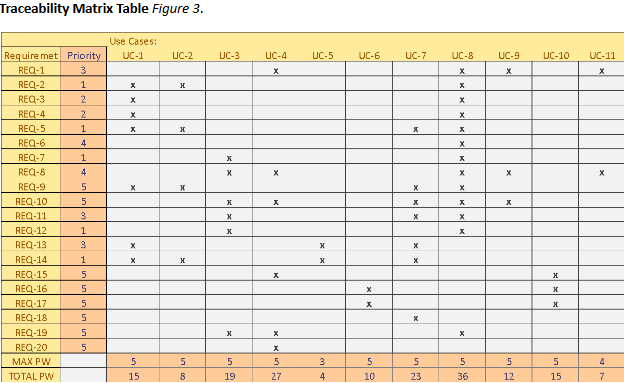 Traceability Matrix Table Figure 3.
Use Cases:
Requiremet Priority UC-1 UC-2 UC-3 UC-4 UC-5 UC-6 UC-7 UC-8 UC-9 UC-10 UC-11
REQ-1 3 x x x x
REQ-2 1 x x x
REQ-3 2 x x
REQ-4 2 x x
REQ-5 1 x x x x
REQ-6 4 x
REQ-7 1 x x
REQ-8 4 x x x x x
REQ-9 5 x x x x
REQ-10 5 x x x x x
REQ-11 3 x x x
REQ-12 1 x x
REQ-13 3 x x x
REQ-14 1 x x x x
REQ-15 5 x x
REQ-16 5 x x
REQ-17 5 x x
REQ-18 5 x
REQ-19 5 x x x
REQ-20 5 x
MAX PW 5 5 5 5 3 5 5 5 5 5 4
TOTAL PW 15 8 19 27 4 10 23 36 12 15 7